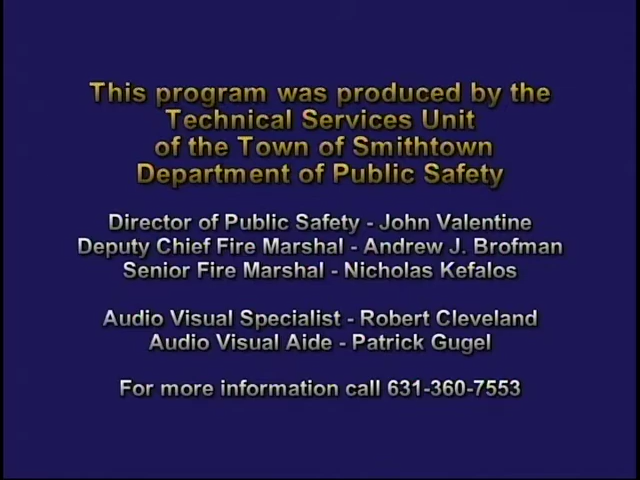 This program was produced by the
Technical Services Unit
of the Town of Smithtown
Department of Public Safety
Director of Public Safety - John Valentine
Deputy Chief Fire Marshal - Andrew J. Brofman
Senior Fire Marshal - Nicholas Kefalos
Audio Visual Specialist - Robert Cleveland
Audio Visual Aide - Patrick Gugel
For more information call 631-360-7553